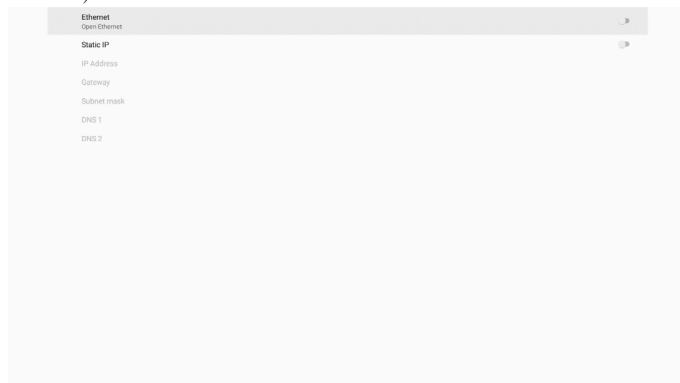 Ethernet
Open Ethernet
Static IP
IP Address
Gateway
Subnet mask
DNS 1
DNS 2